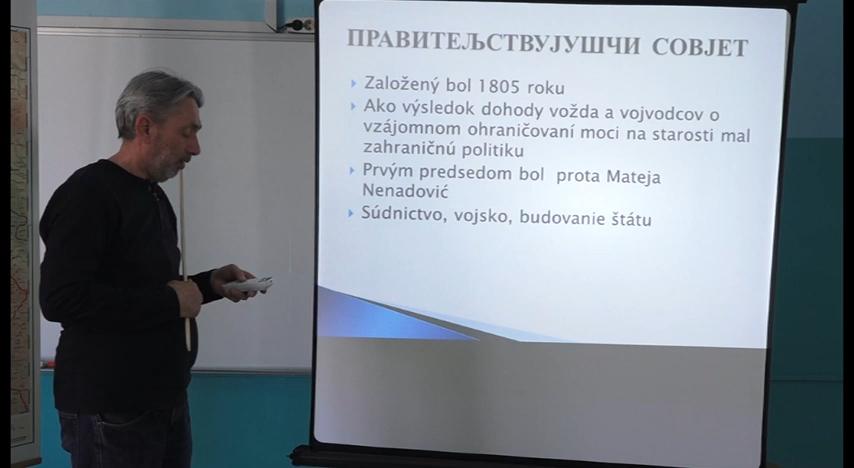 ПРАВИТЕЉСТВУЈУШЧИ СОВЈЕТ
Založený bol 1805 roku
Ako výsledok dohody vožda a vojvodcov o
vzájomnom ohraničovaní moci na starosti mal
zahraničnú politiku
Prvým predsedom bol prota Mateja
Nenadović
Súdnictvo, vojsko, budovanie štátu